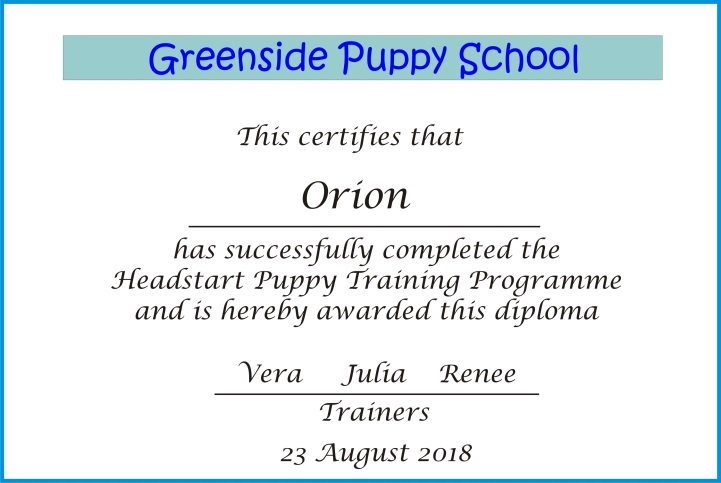 Greenside Puppy School
This certifies that
Orion
has successfully completed the
Headstart Puppy Training Programme
and is hereby awarded this diploma
Vera Julia Renee
Trainers
23 August 2018